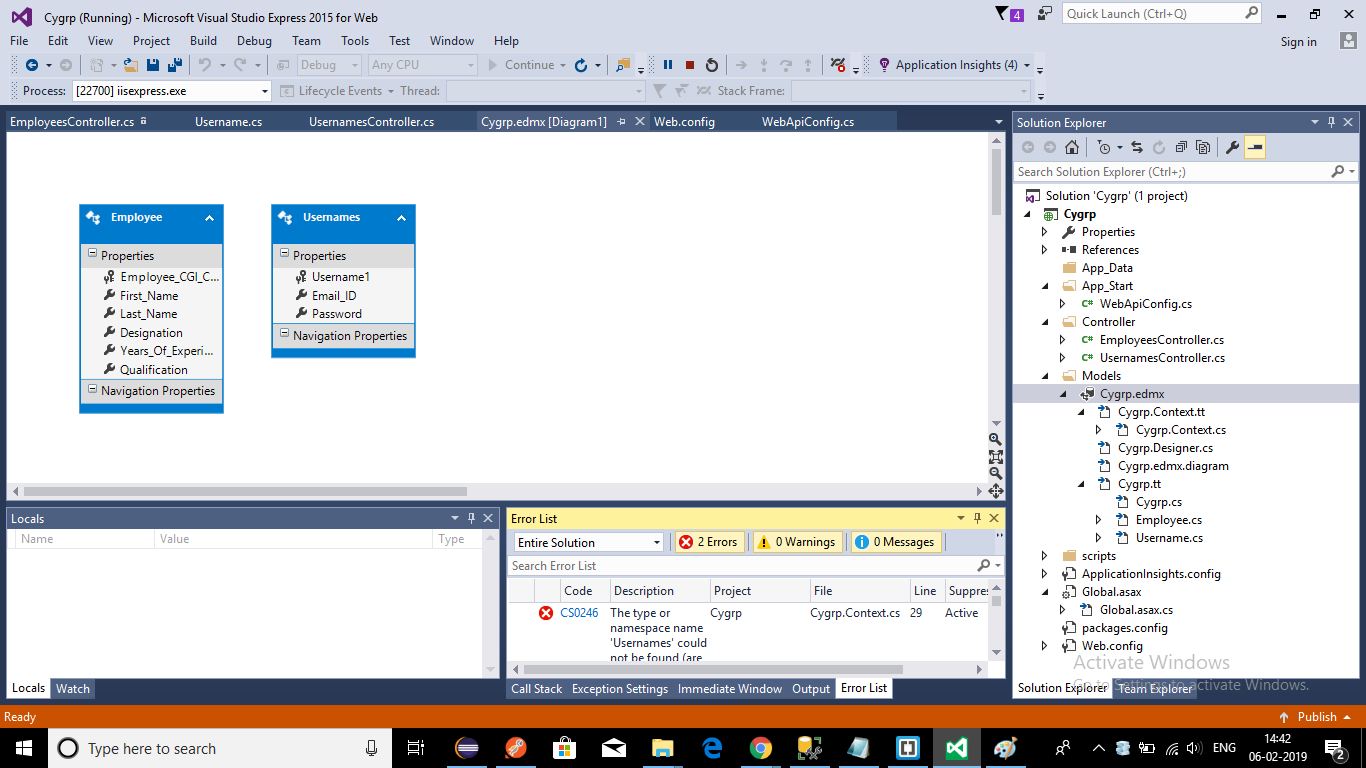 Cygrp (Running) - Microsoft Visual Studio Express 2015 for Web
4
Quick Launch (Ctrl+Q)
File Edit View Project Build Debug Team Tools Test Window Help
Sign in
Debug Any CPU Continue Application Insights (4)
Process: [22700] iisexpress.exe Lifecycle Events Thread: Stack Frame:
EmployeesController.cs Username.cs UsernamesController.cs Cygrp.edmx [Diagram1] Web.config WebApiConfig.cs
Employee
Properties
Employee_CGI_C...
First_Name
Last_Name
Designation
Years_Of_Experi...
Qualification
Navigation Properties
Usernames
Properties
Username1
Email_ID
Password
Navigation Properties
Locals
Name Value Type
Locals Watch
Error List
Entire Solution 2 Errors 0 Warnings 0 Messages
Search Error List
Code Description Project File Line Suppres
CS0246 The type or Cygrp Cygrp.Context.cs 29 Active
namespace name
'Usernames' could
not be found (are
Call Stack Exception Settings Immediate Window Output Error List
Solution Explorer
Search Solution Explorer (Ctrl+;)
Solution 'Cygrp' (1 project)
Cygrp
Properties
References
App_Data
App_Start
C# WebApiConfig.cs
Controller
C# EmployeesController.cs
C# UsernamesController.cs
Models
Cygrp.edmx
Cygrp.Context.tt
Cygrp.Context.cs
Cygrp.Designer.cs
Cygrp.edmx.diagram
Cygrp.tt
Cygrp.cs
Employee.cs
Username.cs
scripts
ApplicationInsights.config
Global.asax
Global.asax.cs
packages.config
Web.config
Activate Windows
Go to Settings to activate Windows.
Solution Explorer Team Explorer
Ready
Publish
Type here to search
ENG
14:42
06-02-2019
2